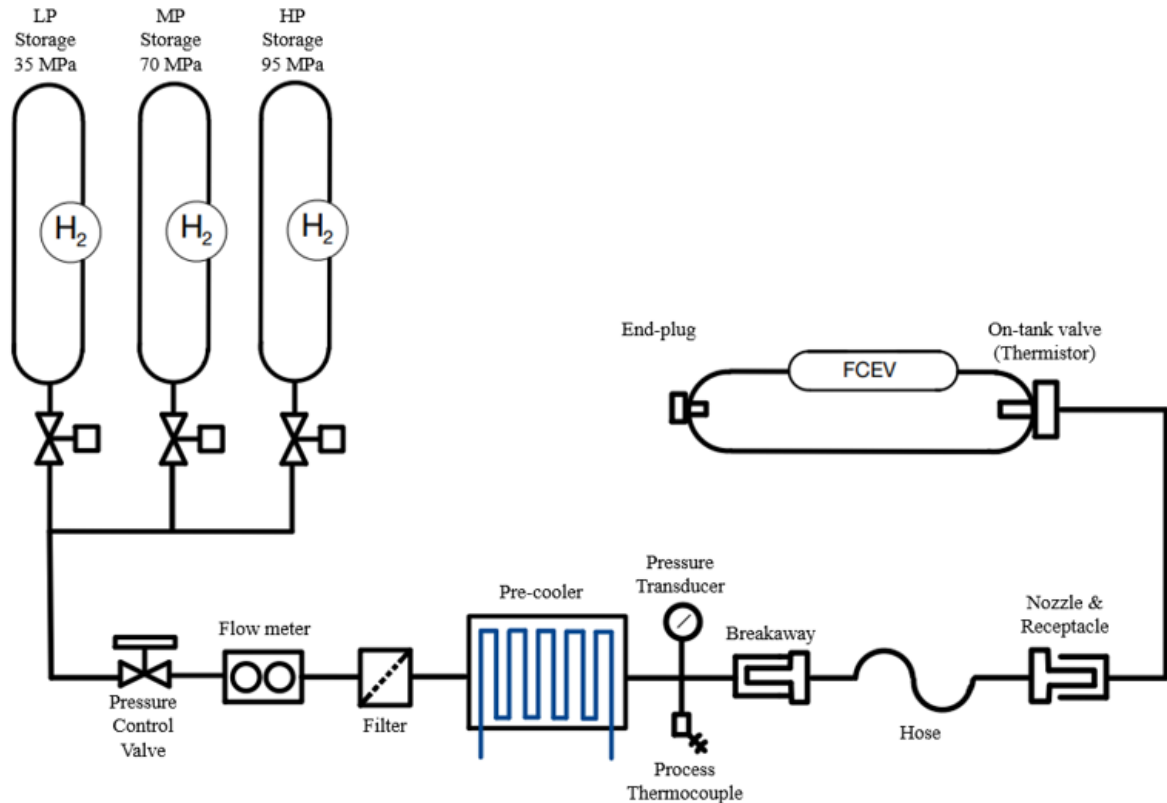 LP
Storage
35 MPa
MP
Storage
70 MPa
HP
Storage
95 MPa
H₂
H₂
H₂
End-plug
On-tank valve
(Thermistor)
FCEV
Pressure
Transducer
Pre-cooler
Nozzle &
Receptacle
Flow meter
Breakaway
Pressure
Control
Valve
Filter
Hose
Process
Thermocouple